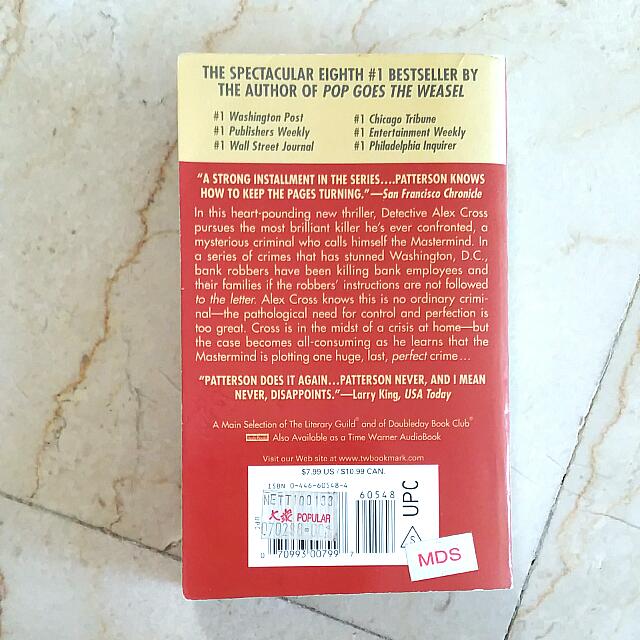 THE SPECTACULAR EIGHTH #1 BESTSELLER BY
THE AUTHOR OF POP GOES THE WEASEL
#1 Washington Post
#1 Publishers Weekly
#1 Wall Street Journal
#1 Chicago Tribune
#1 Entertainment Weekly
#1 Philadelphia Inquirer
"A STRONG INSTALLMENT IN THE SERIES....PATTERSON KNOWS
HOW TO KEEP THE PAGES TURNING."—San Francisco Chronicle
In this heart-pounding new thriller, Detective Alex Cross
pursues the most brilliant killer he's ever confronted, a
mysterious criminal who calls himself the Mastermind. In
a series of crimes that has stunned Washington, D.C.,
bank robbers have been killing bank employees and
their families if the robbers' instructions are not followed
to the letter. Alex Cross knows this is no ordinary crimi-
nal—the pathological need for control and perfection is
too great. Cross is in the midst of a crisis at home—but
the case becomes all-consuming as he learns that the
Mastermind is plotting one huge, last, perfect crime...
"PATTERSON DOES IT AGAIN...PATTERSON NEVER, AND I MEAN
NEVER, DISAPPOINTS."—Larry King, USA Today
A Main Selection of The Literary Guild® and of Doubleday Book Club®
Also Available as a Time Warner AudioBook
Visit our Web site at www.twbookmark.com
$7.99 US / $10.99 CAN.
ISBN 0-446-60548-4
60548
UPC
大众 POPULAR
0 70993 00799 7
S
MDS